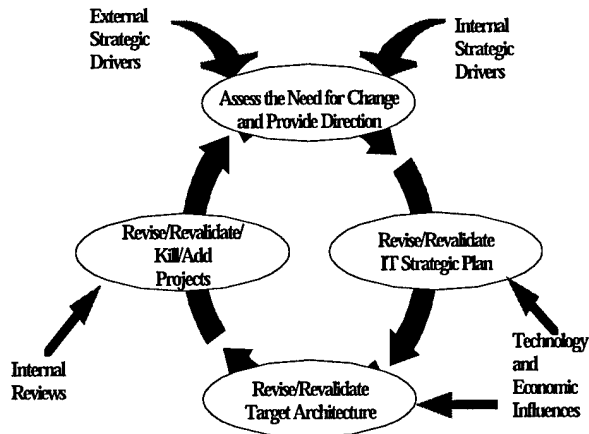 External
Strategic
Drivers
Internal
Strategic
Drivers
Assess the Need for Change
and Provide Direction
Revise/Revalidate/
Kill/Add
Projects
Revise/Revalidate
IT Strategic Plan
Internal
Reviews
Technology
and
Economic
Influences
Revise/Revalidate
Target Architecture